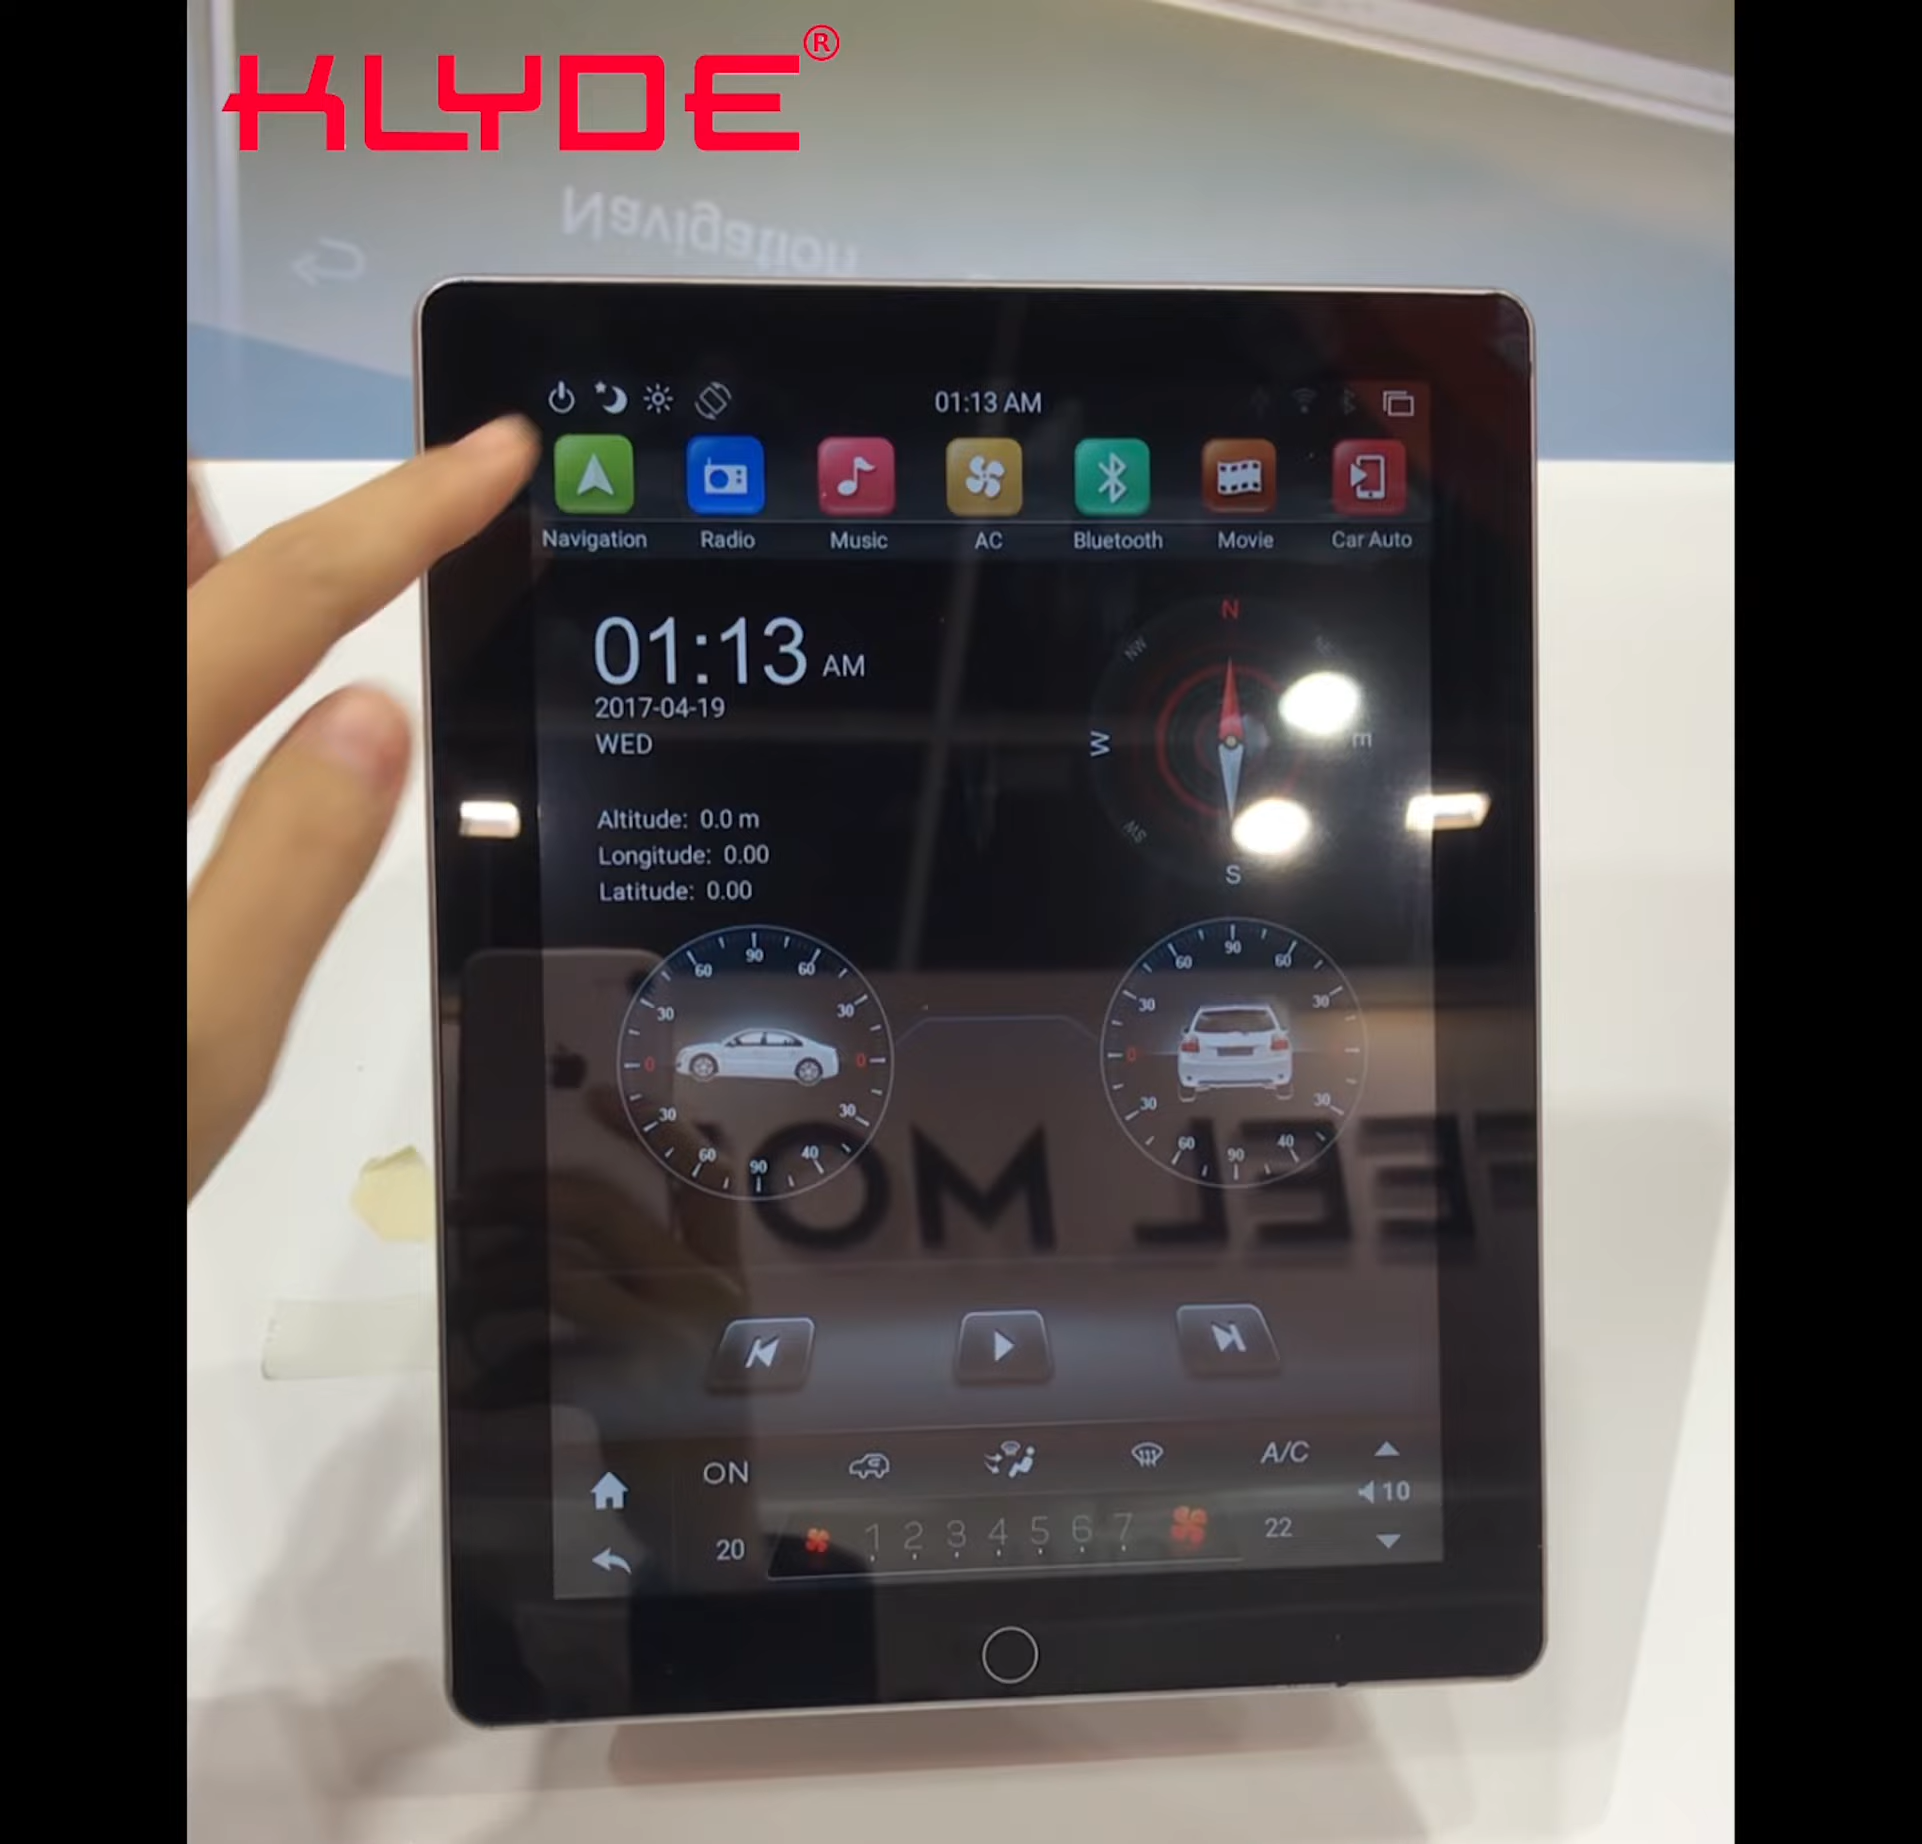 KLYDE®
Navigation
01:13 AM
Navigation Radio Music AC Bluetooth Movie Car Auto
01:13 AM
2017-04-19
WED
Altitude: 0.0 m
Longitude: 0.00
Latitude: 0.00
N
NW
W
E
SW
S
90
60 60
30 30
0 0
30 30
60 40
90
90
60 60
30 30
0
30 30
60 40
90
FEEL MO
ON A/C
10
20 1 2 3 4 5 6 7 22